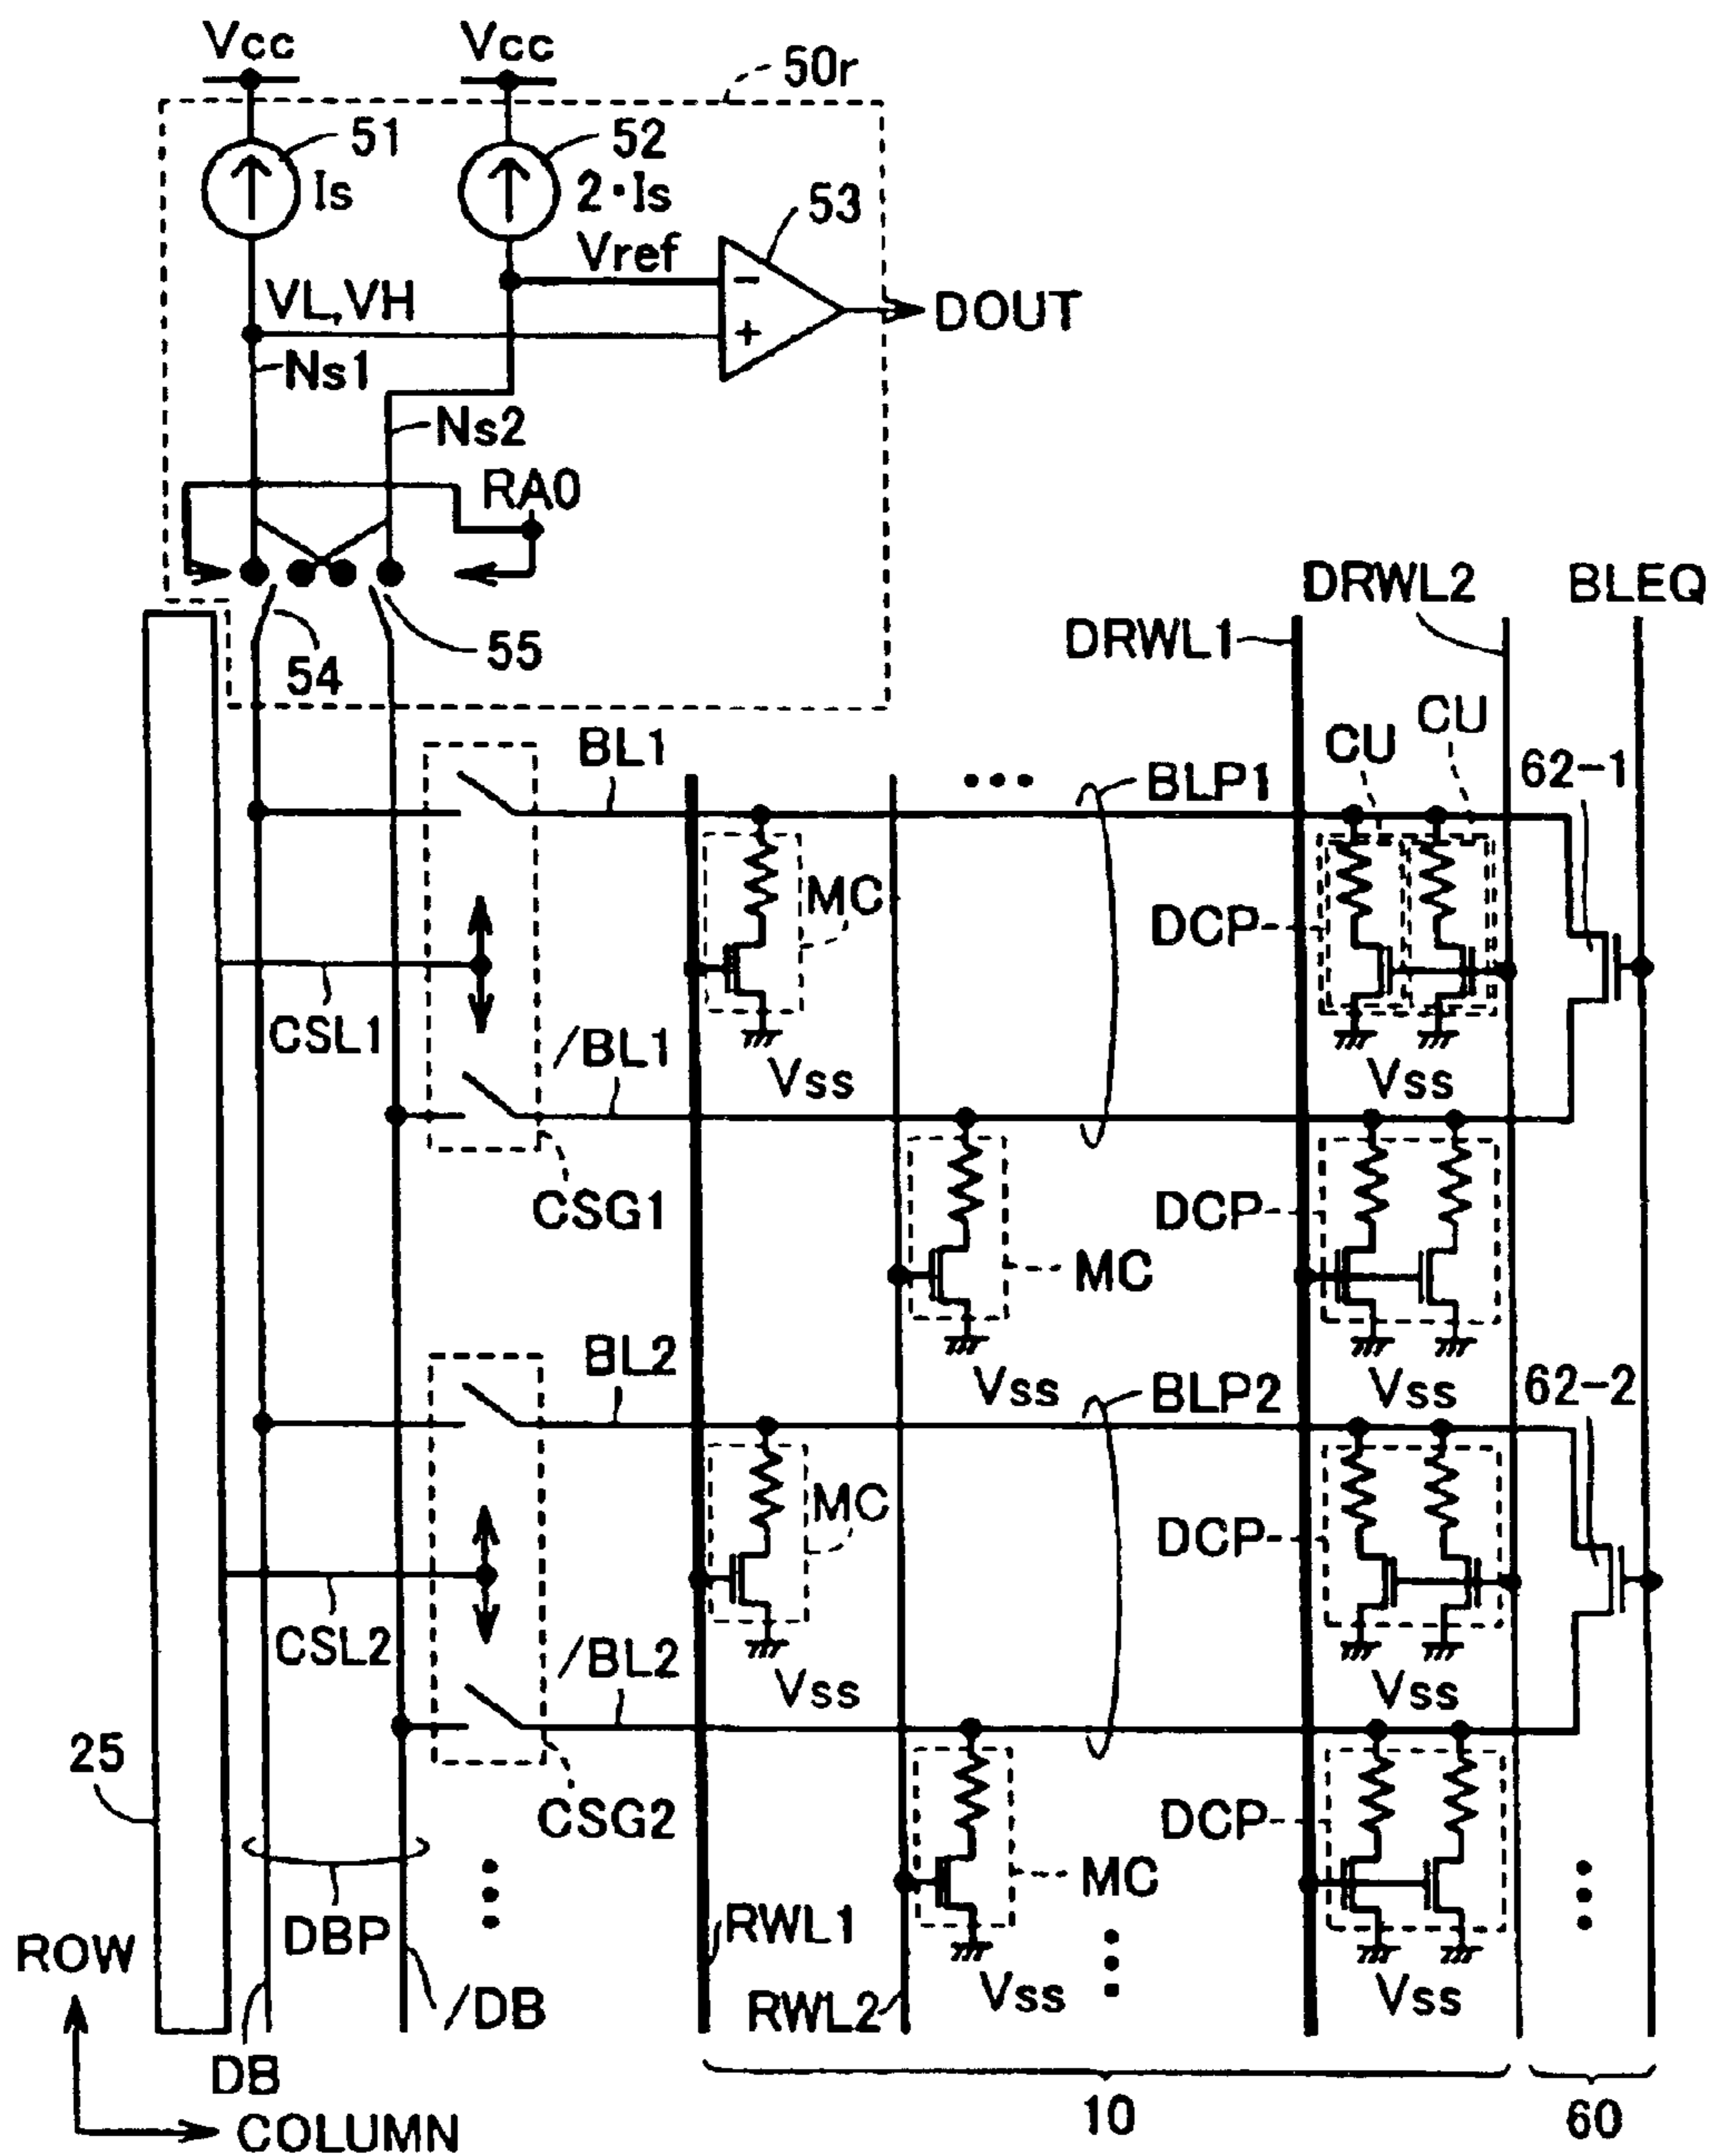 Vcc
Vcc
50r
51
52
Is
2·Is
53
Vref
VL,VH
−
+
DOUT
Ns1
Ns2
RA0
DRWL2
BLEQ
DRWL1
55
54
CU
CU
BL1
BLP1
62-1
MC
DCP
CSL1
/BL1
Vss
Vss
CSG1
DCP
MC
BL2
Vss
BLP2
Vss
62-2
MC
DCP
CSL2
/BL2
Vss
Vss
25
CSG2
DCP
MC
DBP
RWL1
ROW
/DB
RWL2
Vss
Vss
DB
COLUMN
10
60